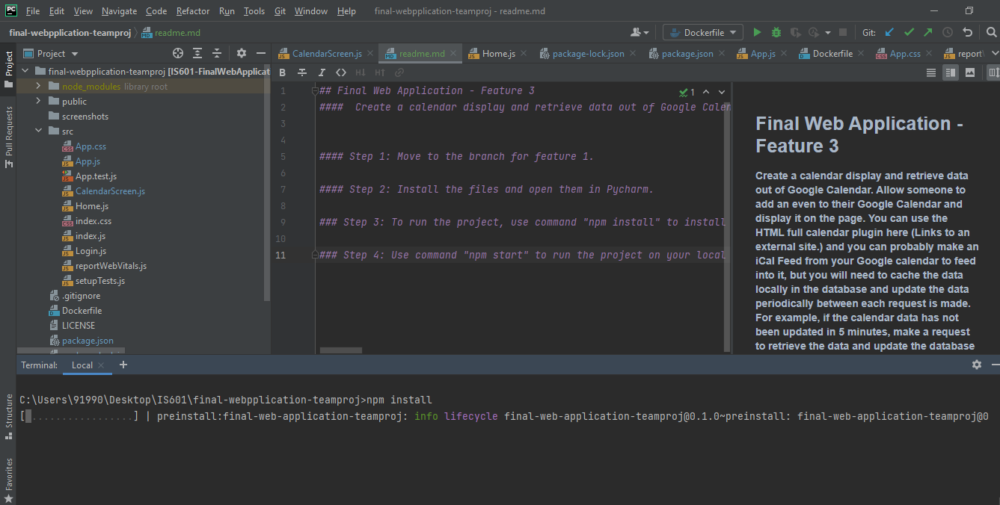 PC File Edit View Navigate Code Refactor Run Tools Git Window Help final-webpplication-teamproj - readme.md
final-webpplication-teamproj readme.md Dockerfile Git:
Project
Pull Requests
Structure
Favorites
Project
CalendarScreen.js readme.md Home.js package-lock.json package.json App.js Dockerfile App.css report
final-webpplication-teamproj [IS601-FinalWebApplicat
node_modules library root
public
screenshots
src
App.css
App.js
App.test.js
CalendarScreen.js
Home.js
index.css
index.js
Login.js
reportWebVitals.js
setupTests.js
.gitignore
Dockerfile
LICENSE
package.json
B I <> H↓ H↑
1 ## Final Web Application - Feature 3
2 #### Create a calendar display and retrieve data out of Google Calen
3
4
5 #### Step 1: Move to the branch for feature 1.
6
7 #### Step 2: Install the files and open them in Pycharm.
8
9 ### Step 3: To run the project, use command "npm install" to install
10
11 ### Step 4: Use command "npm start" to run the project on your local
1
Final Web Application -
Feature 3
Create a calendar display and retrieve data
out of Google Calendar. Allow someone to
add an even to their Google Calendar and
display it on the page. You can use the
HTML full calendar plugin here (Links to an
external site.) and you can probably make an
iCal Feed from your Google calendar to feed
into it, but you will need to cache the data
locally in the database and update the data
periodically between each request is made.
For example, if the calendar data has not
been updated in 5 minutes, make a request
to retrieve the data and update the database
Terminal: Local +
C:\Users\91990\Desktop\IS601\final-webpplication-teamproj>npm install
[ .................] | preinstall:final-web-application-teamproj: info lifecycle final-web-application-teamproj@0.1.0~preinstall: final-web-application-teamproj@0